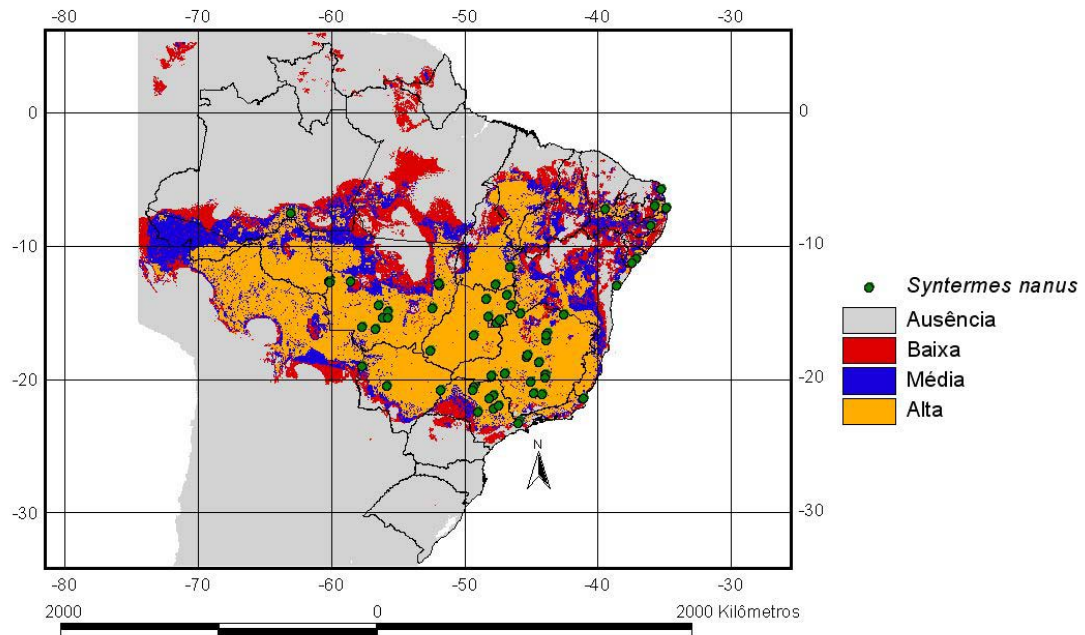 -80 -70 -60 -50 -40 -30
0 0
-10 -10
-20 -20
-30 -30
-80 -70 -60 -50 -40 -30
N
2000 0 2000 Kilômetros
Syntermes nanus
Ausência
Baixa
Média
Alta